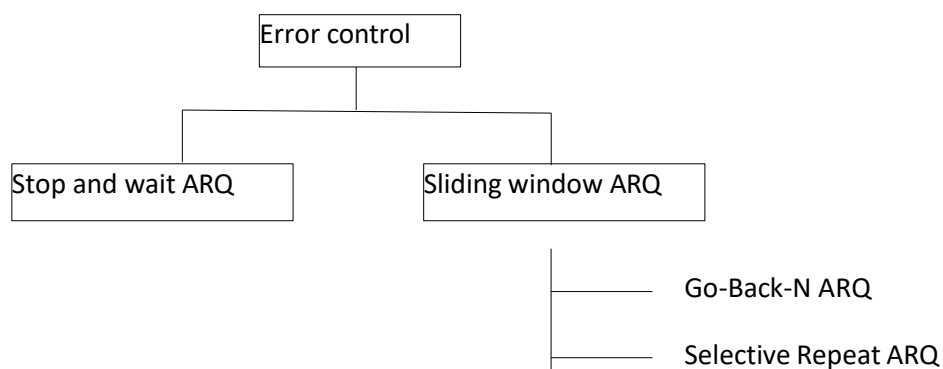 Error control
Stop and wait ARQ
Sliding window ARQ
Go-Back-N ARQ
Selective Repeat ARQ